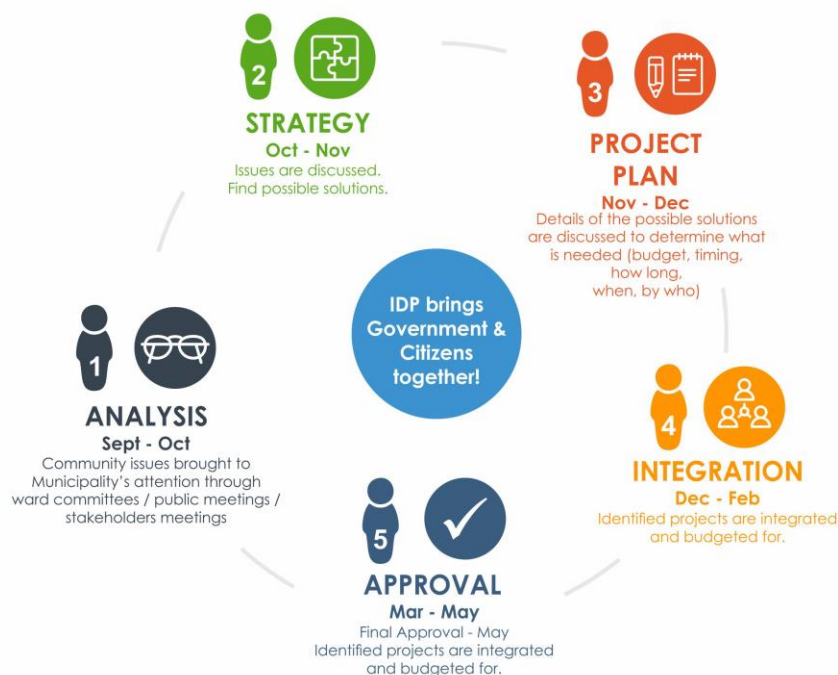 1
ANALYSIS
Sept - Oct
Community issues brought to
Municipality’s attention through
ward committees / public meetings /
stakeholders meetings
2
STRATEGY
Oct - Nov
Issues are discussed.
Find possible solutions.
3
PROJECT
PLAN
Nov - Dec
Details of the possible solutions
are discussed to determine what
is needed (budget, timing,
how long,
when, by who)
4
INTEGRATION
Dec - Feb
Identified projects are integrated
and budgeted for.
5
APPROVAL
Mar - May
Final Approval - May
Identified projects are integrated
and budgeted for.
IDP brings
Government &
Citizens
together!